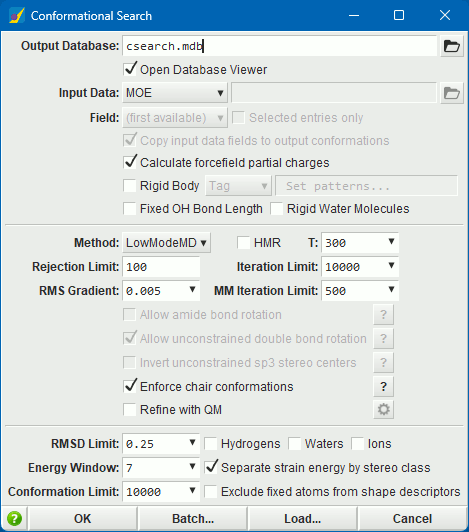 Conformational Search
Output Database: csearch.mdb
Open Database Viewer
Input Data: MOE
Field: (first available) Selected entries only
Copy input data fields to output conformations
Calculate forcefield partial charges
Rigid Body Tag Set patterns...
Fixed OH Bond Length Rigid Water Molecules
Method: LowModeMD HMR T: 300
Rejection Limit: 100 Iteration Limit: 10000
RMS Gradient: 0.005 MM Iteration Limit: 500
Allow amide bond rotation ?
Allow unconstrained double bond rotation ?
Invert unconstrained sp3 stereo centers ?
Enforce chair conformations ?
Refine with QM
RMSD Limit: 0.25 Hydrogens Waters Ions
Energy Window: 7 Separate strain energy by stereo class
Conformation Limit: 10000 Exclude fixed atoms from shape descriptors
? OK Batch... Load... Cancel